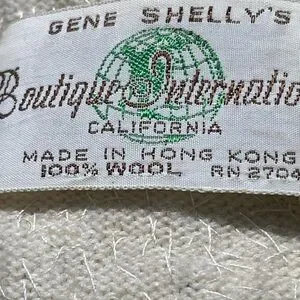 GENE SHELLY'S
Boutique Internatio
CALIFORNIA
MADE IN HONG KONG
100% WOOL RN 2704